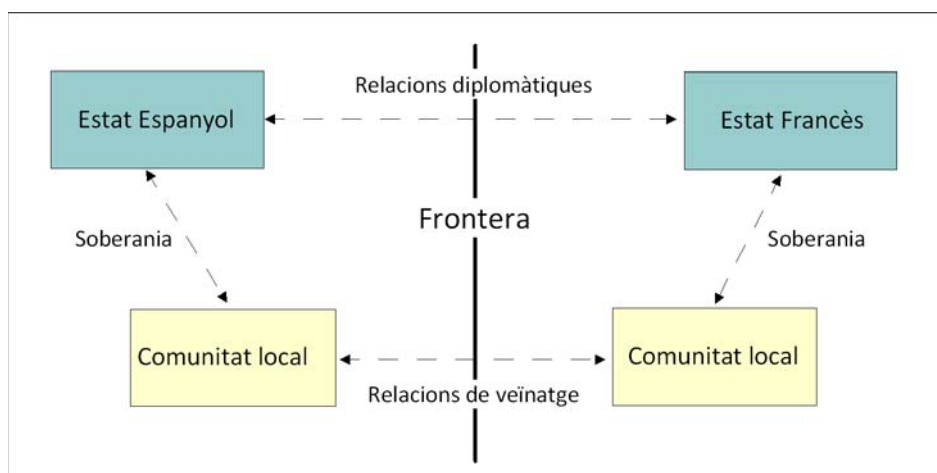 Relacions diplomàtiques
Estat Espanyol
Estat Francès
Frontera
Soberania
Soberania
Comunitat local
Comunitat local
Relacions de veïnatge